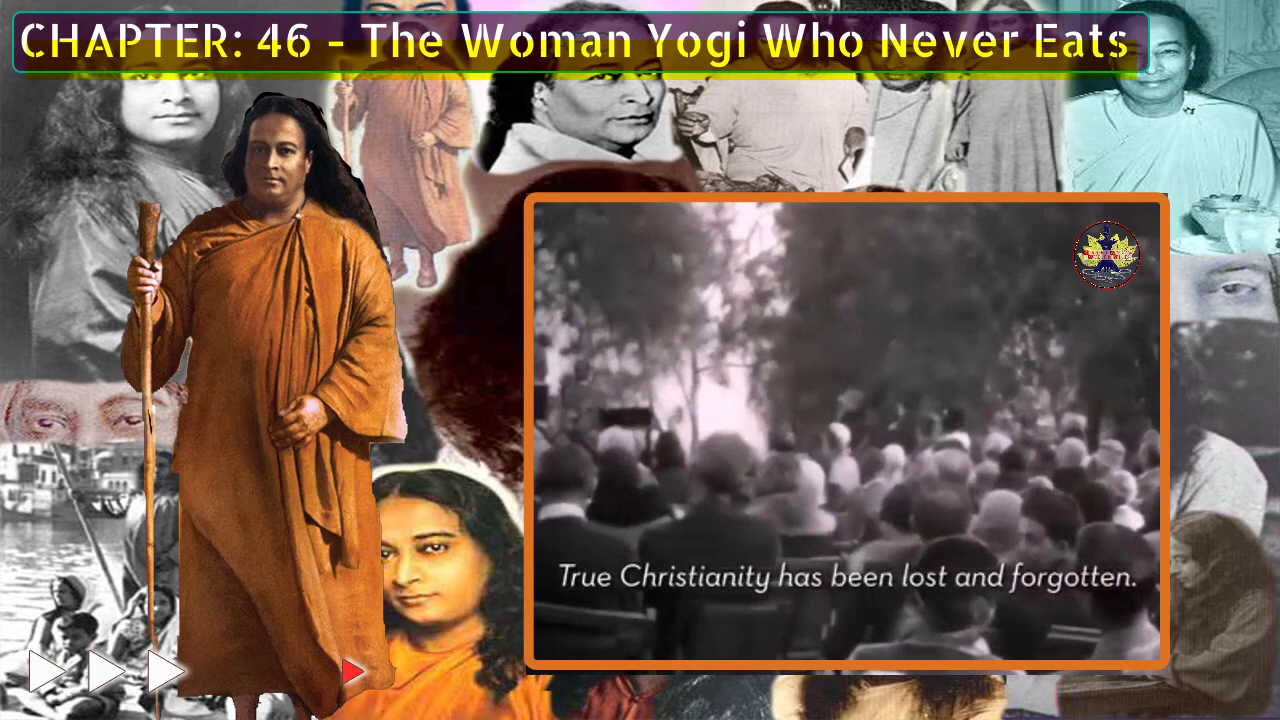 CHAPTER: 46 - The Woman Yogi Who Never Eats
True Christianity has been lost and forgotten.